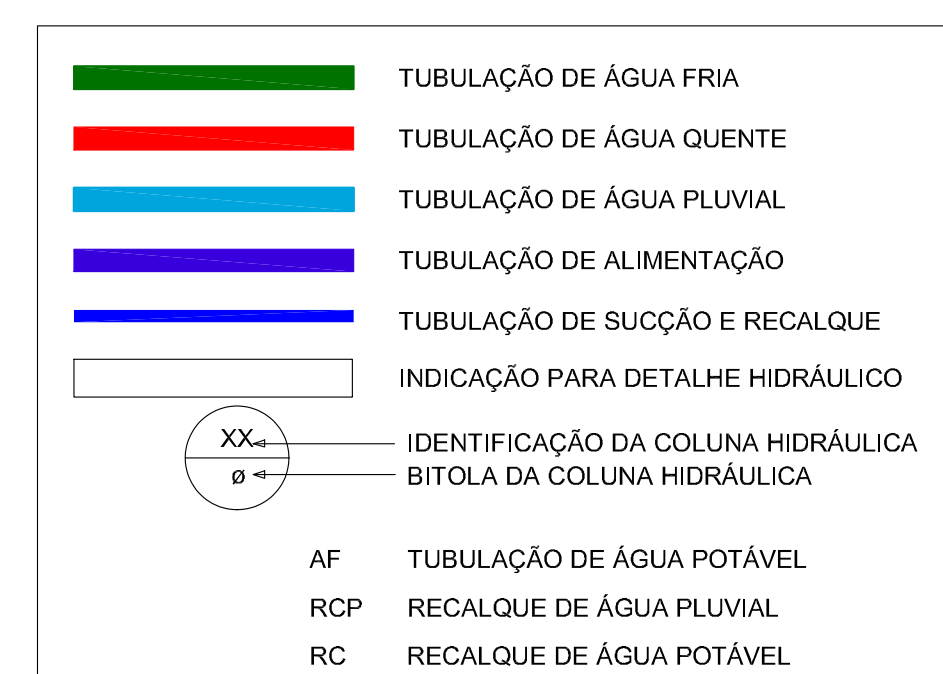 TUBULAÇÃO DE ÁGUA FRIA
TUBULAÇÃO DE ÁGUA QUENTE
TUBULAÇÃO DE ÁGUA PLUVIAL
TUBULAÇÃO DE ALIMENTAÇÃO
TUBULAÇÃO DE SUCÇÃO E RECALQUE
INDICAÇÃO PARA DETALHE HIDRÁULICO
XX IDENTIFICAÇÃO DA COLUNA HIDRÁULICA
ø BITOLA DA COLUNA HIDRÁULICA
AF TUBULAÇÃO DE ÁGUA POTÁVEL
RCP RECALQUE DE ÁGUA PLUVIAL
RC RECALQUE DE ÁGUA POTÁVEL